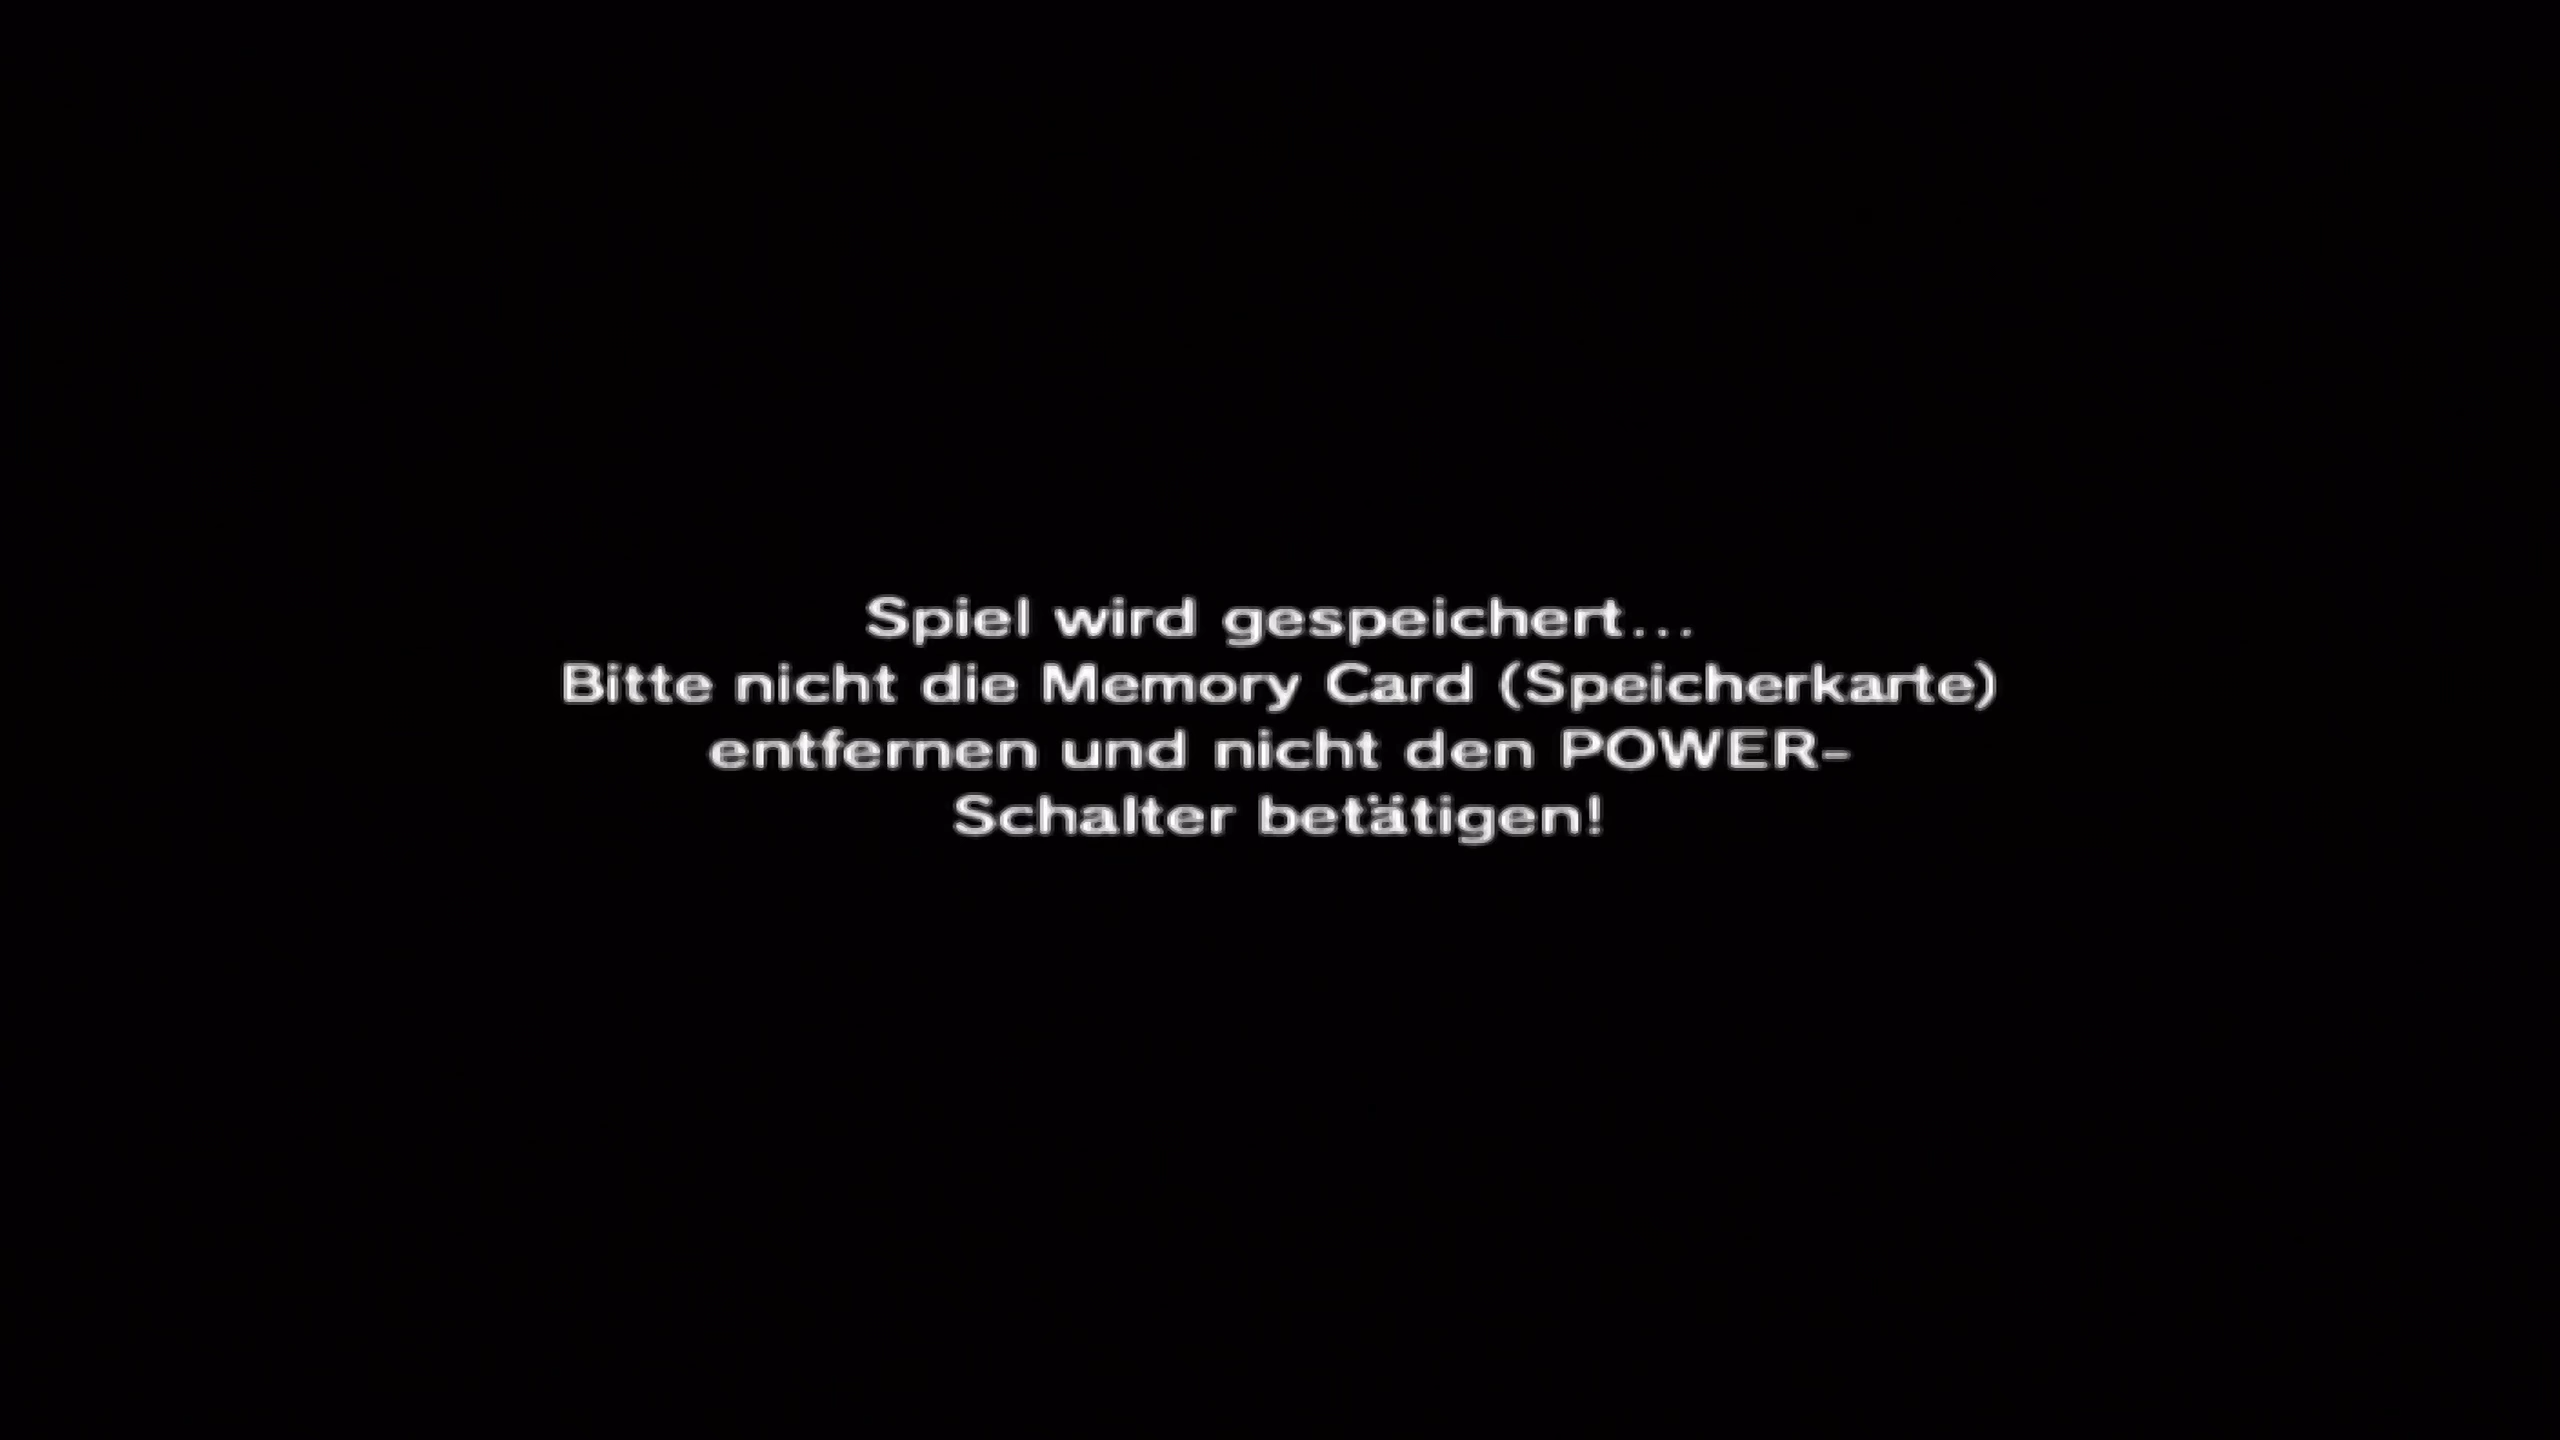 Spiel wird gespeichert...
Bitte nicht die Memory Card (Speicherkarte)
entfernen und nicht den POWER-
Schalter betätigen!